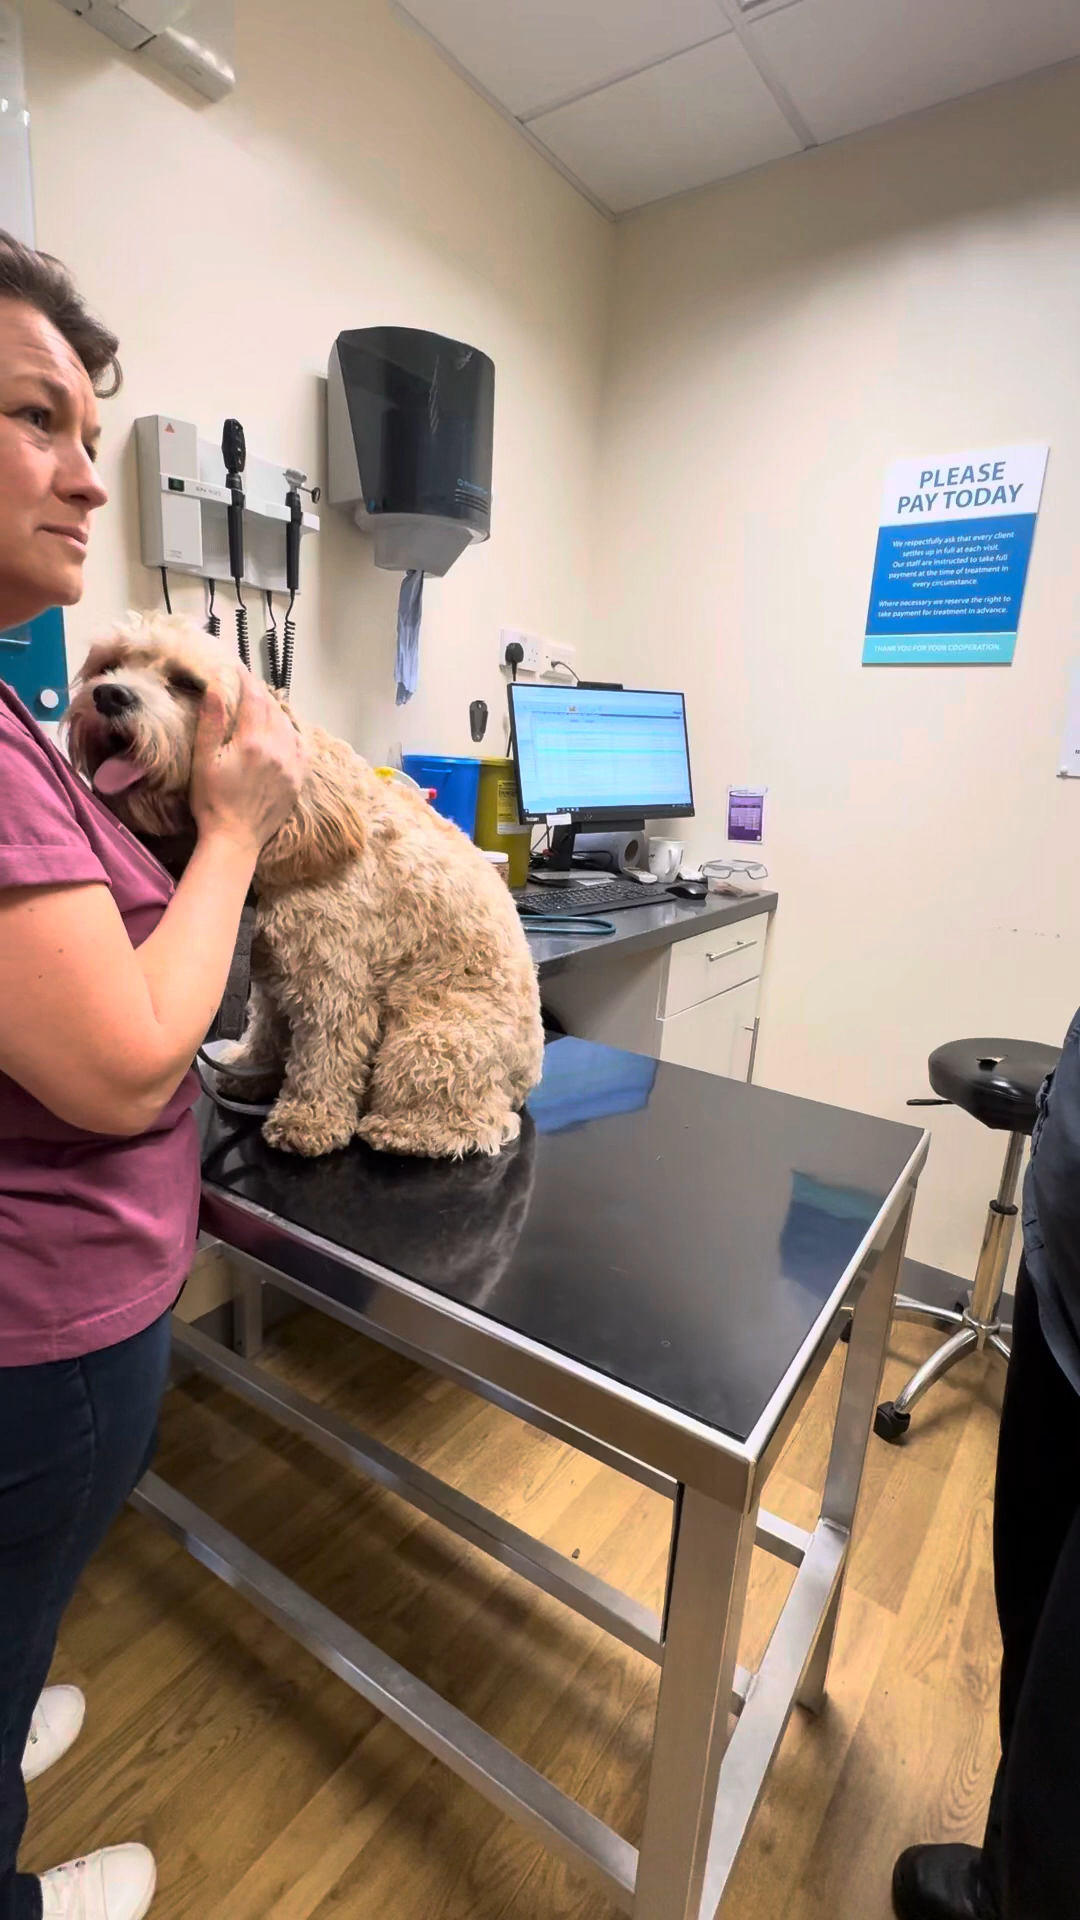 PLEASE
PAY TODAY
We respectfully ask that every client
settles up in full at each visit.
Our staff are instructed to take full
payment at the time of treatment in
every circumstance.
Where necessary we reserve the right to
take payment for treatment in advance.
THANK YOU FOR YOUR COOPERATION.